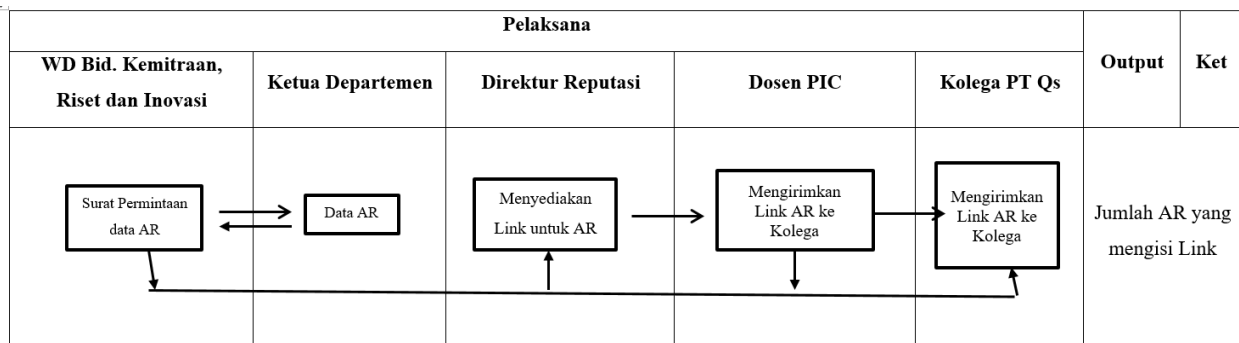 Pelaksana
WD Bid. Kemitraan,
Riset dan Inovasi
Ketua Departemen
Direktur Reputasi
Dosen PIC
Kolega PT Qs
Output
Ket
Surat Permintaan
data AR
Data AR
Menyediakan
Link untuk AR
Mengirimkan
Link AR ke
Kolega
Mengirimkan
Link AR ke
Kolega
Jumlah AR yang
mengisi Link